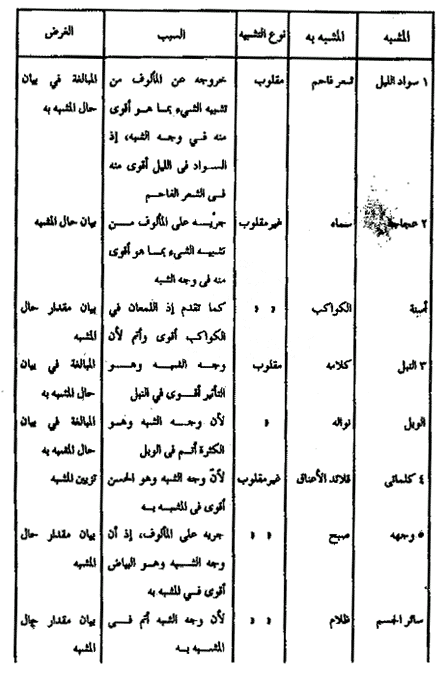 المشبه | المشبه به | نوع التشبيه | السبب | الغرض
١ سواد الليل | شعر فاحم | مقلوب | خروجه عن المألوف من | المبالغة في بيان
تشبيه الشيء بما هو أقوى | حال المشبه به
منه في وجه الشبه، إذ
السواد في الليل أقوى منه
في الشعر الفاحم
٢ عجاجة | سماء | غير مقلوب | جريه على المألوف من | بيان حال المشبه
تشبيه الشيء بما هو أقوى
منه في وجه الشبه
أسنة | الكواكب | » » | كما تقدم إذ اللمعان في | بيان مقدار حال
الكواكب أقوى وأتم لأن | المشبه
٣ النبل | كلامه | مقلوب | وجه الشبه وهو | المبالغة في بيان
التأثير أقوى في النبل | حال المشبه به
الوبل | نواله | » | لأن وجه الشبه وهو | المبالغة في بيان
الكثرة أتم في الوبل | حال المشبه به
٤ كلماتي | قلائد الأعناق | غير مقلوب | لأنّ وجه الشبه وهو الحسن | تزيين المشبه
أقوى في المشبه به
٥ وجهه | صبح | » » | جريه على المألوف، إذ أن | بيان مقدار حال
وجه الشبه وهو البياض | المشبه
أقوى في المشبه به
سائر الجسم | ظلام | » » | لأن وجه الشبه أتم في | بيان مقدار حال
المشبه به | المشبه